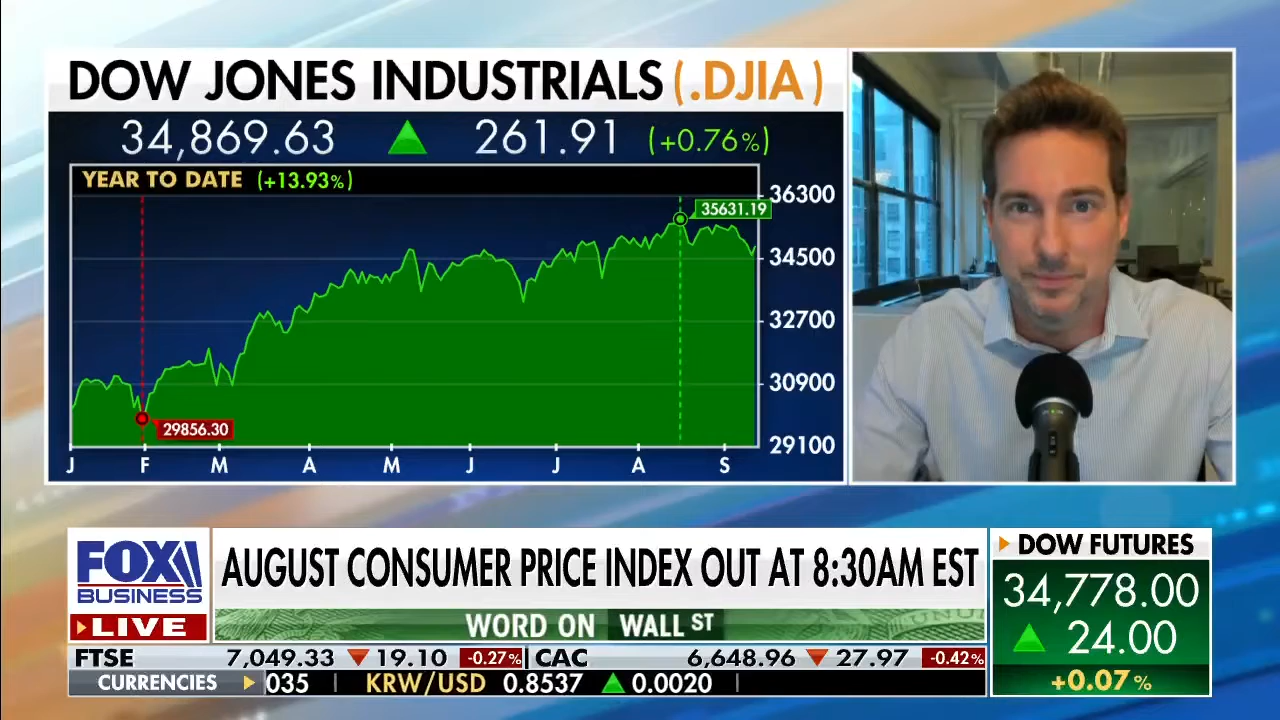 DOW JONES INDUSTRIALS (.DJIA)
34,869.63 ▲ 261.91 (+0.76%)
YEAR TO DATE (+13.93%)
36300
35631.19
34500
32700
30900
29856.30
29100
J F M A M J J A S
FOX
BUSINESS
LIVE
AUGUST CONSUMER PRICE INDEX OUT AT 8:30AM EST
WORD ON WALL ST
DOW FUTURES
34,778.00
▲ 24.00
+0.07%
FTSE 7,049.33 ▼ 19.10 -0.27% CAC 6,648.96 ▼ 27.97 -0.42%
CURRENCIES 035 | KRW/USD 0.8537 ▲ 0.0020 |